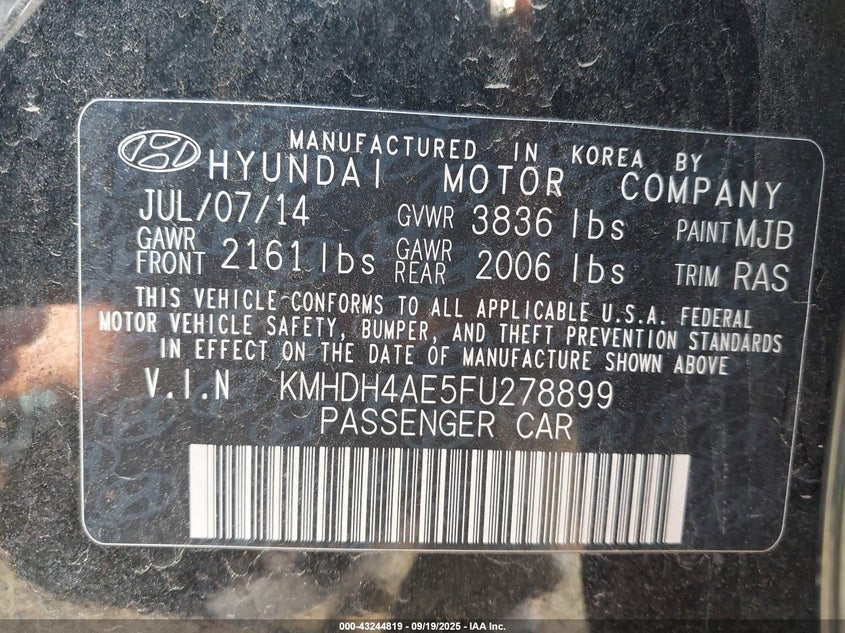 MANUFACTURED IN KOREA BY
HYUNDAI MOTOR COMPANY
JUL/07/14 GVWR 3836 lbs PAINT MJB
GAWR FRONT 2161 lbs GAWR REAR 2006 lbs TRIM RAS
THIS VEHICLE CONFORMS TO ALL APPLICABLE U.S.A. FEDERAL
MOTOR VEHICLE SAFETY, BUMPER, AND THEFT PREVENTION STANDARDS
IN EFFECT ON THE DATE OF MANUFACTURE SHOWN ABOVE
V.I.N KMHDH4AE5FU278899
PASSENGER CAR
000-43244819 - 09/19/2025 - IAA Inc.